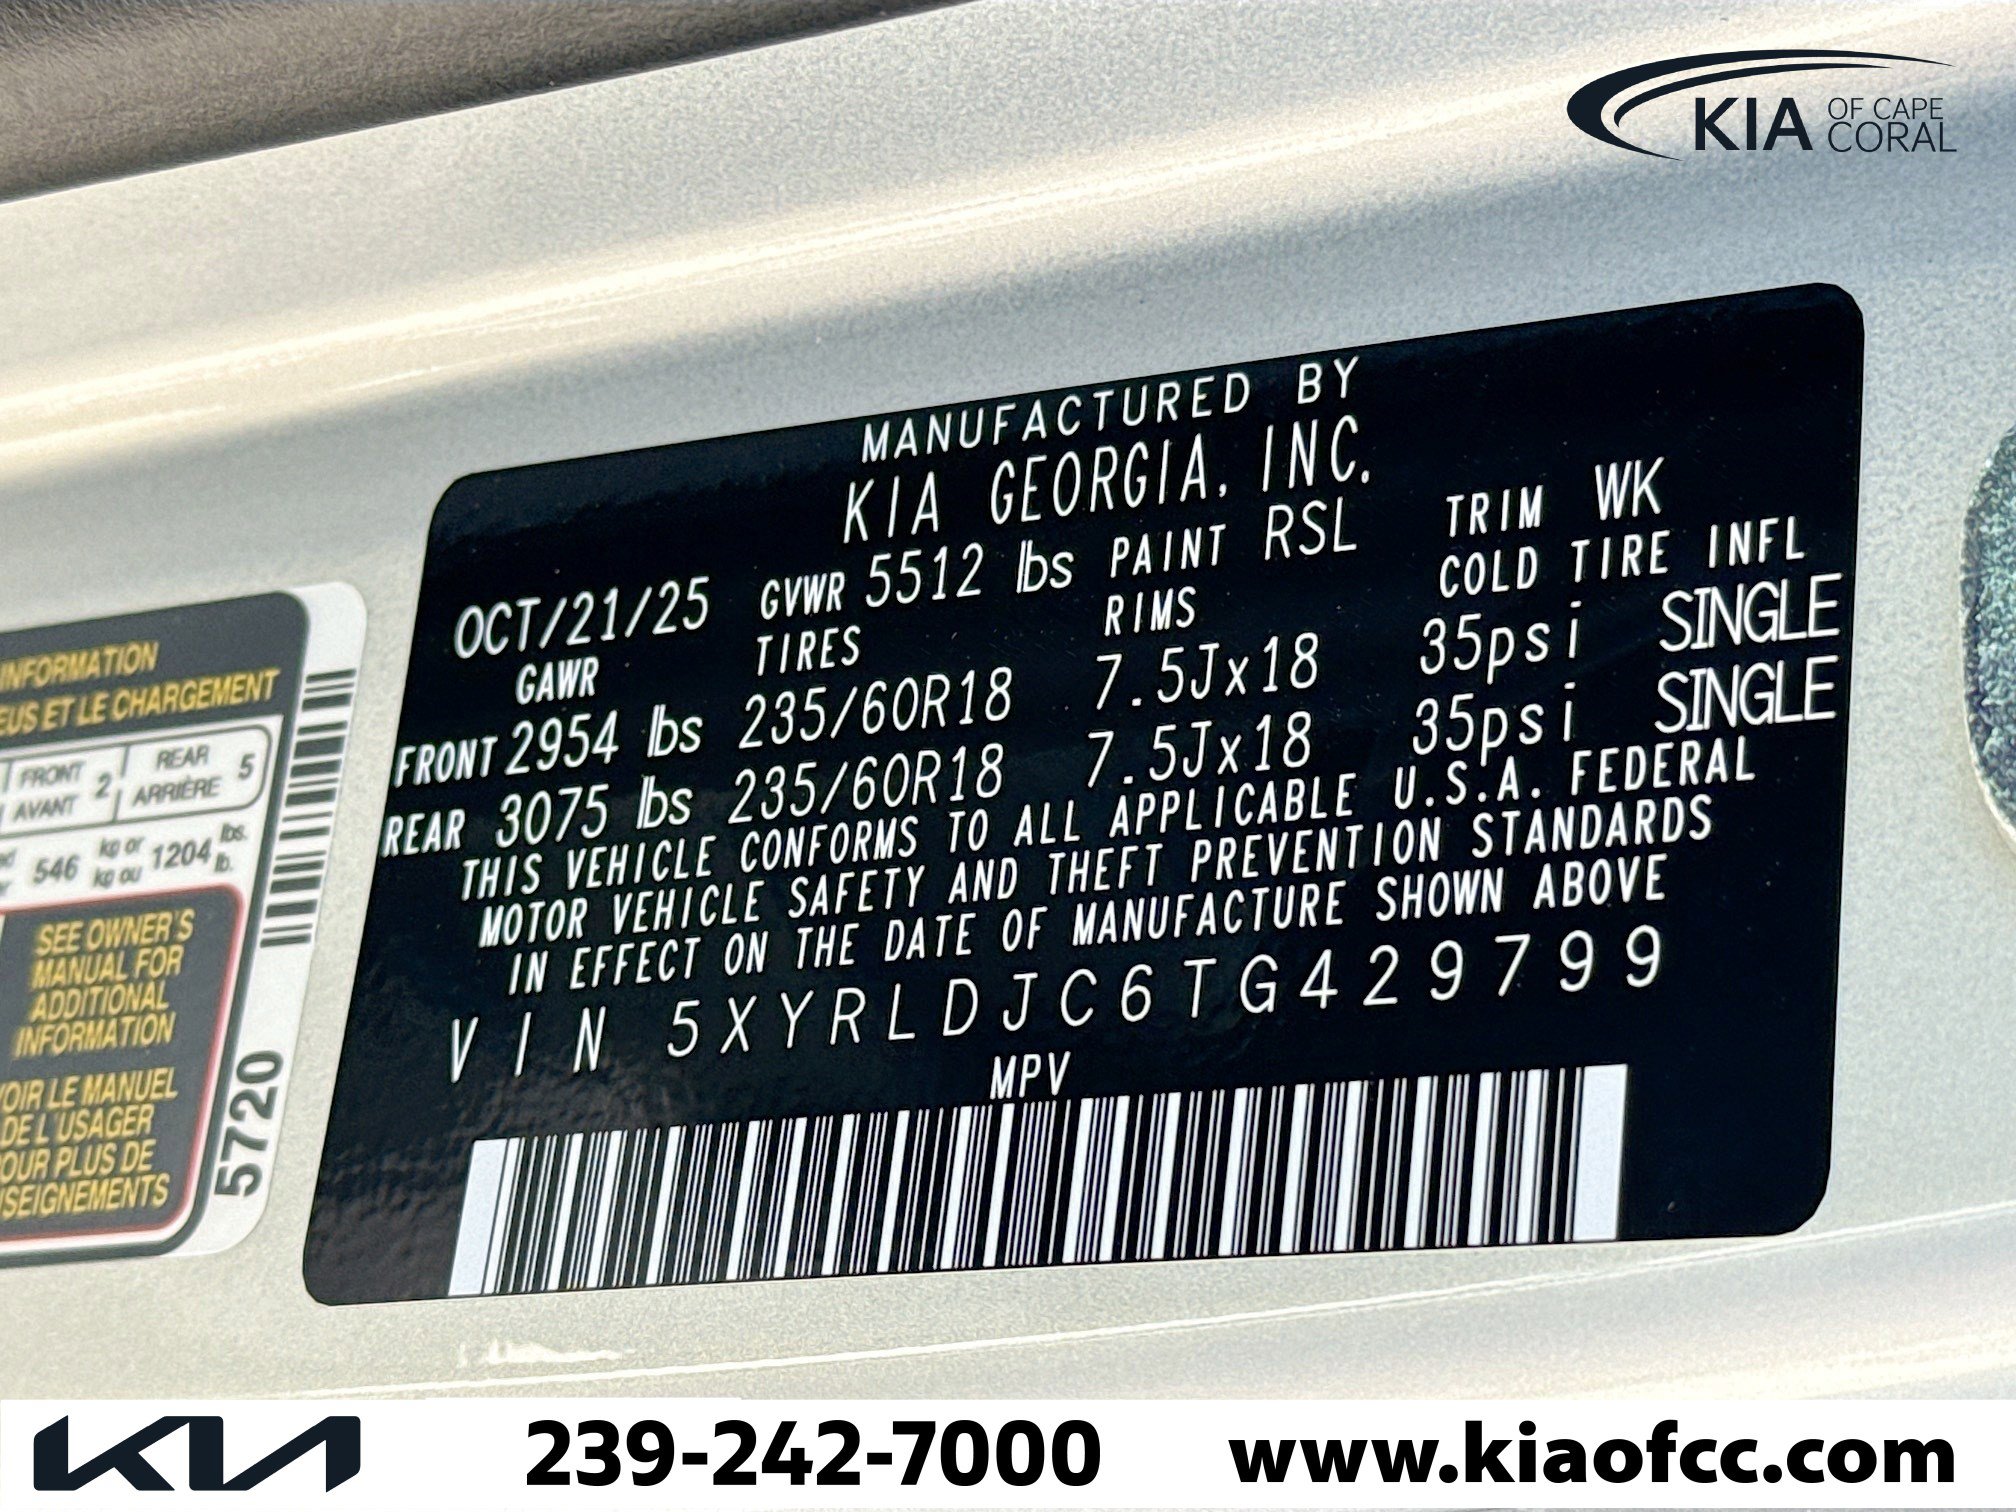 KIA OF CAPE CORAL
MANUFACTURED BY
KIA GEORGIA, INC.
OCT/21/25 GVWR 5512 lbs PAINT RSL TRIM WK
GAWR TIRES RIMS COLD TIRE INFL
FRONT 2954 lbs 235/60R18 7.5Jx18 35psi SINGLE
REAR 3075 lbs 235/60R18 7.5Jx18 35psi SINGLE
THIS VEHICLE CONFORMS TO ALL APPLICABLE U.S.A. FEDERAL
MOTOR VEHICLE SAFETY AND THEFT PREVENTION STANDARDS
IN EFFECT ON THE DATE OF MANUFACTURE SHOWN ABOVE
VIN 5XYRLDJC6TG429799
MPV
INFORMATION
ET LE CHARGEMENT
FRONT 2 REAR 5
AVANT ARRIÈRE
546 kg or 1204 lbs.
kg ou lb.
SEE OWNER'S
MANUAL FOR
ADDITIONAL
INFORMATION
LE MANUEL
DE L'USAGER
PLUS DE
5720
KIA 239-242-7000 www.kiaofcc.com